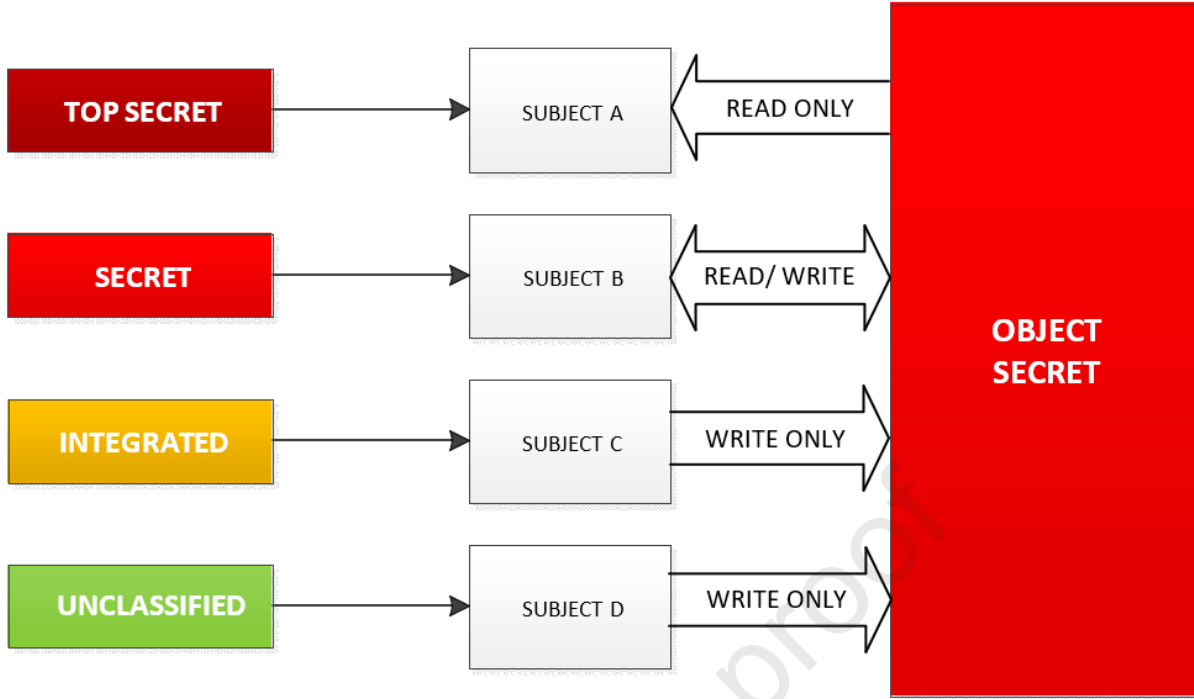 TOP SECRET
SUBJECT A
READ ONLY
SECRET
SUBJECT B
READ/ WRITE
OBJECT
SECRET
INTEGRATED
SUBJECT C
WRITE ONLY
UNCLASSIFIED
SUBJECT D
WRITE ONLY
proof